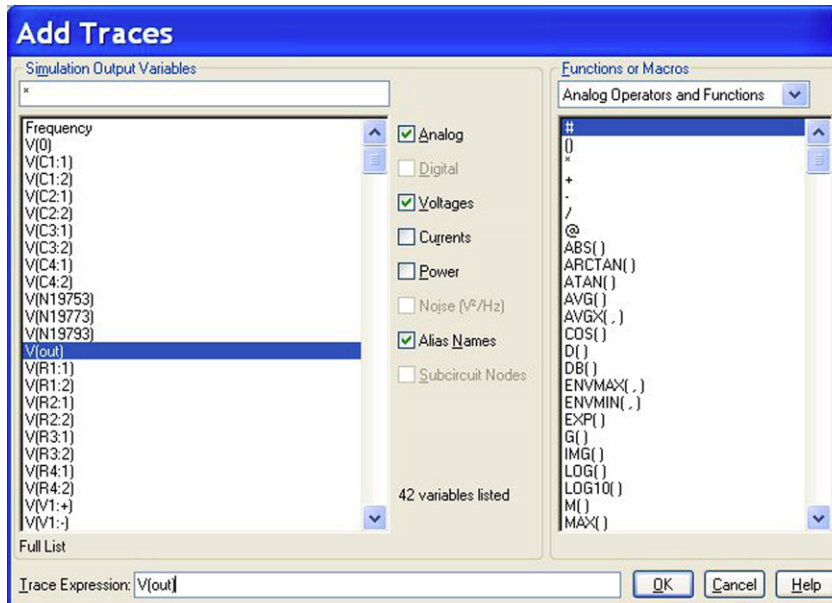 Add Traces
Simulation Output Variables
*
Frequency
V(0)
V(C1:1)
V(C1:2)
V(C2:1)
V(C2:2)
V(C3:1)
V(C3:2)
V(C4:1)
V(C4:2)
V(N19753)
V(N19773)
V(N19793)
V(out)
V(R1:1)
V(R1:2)
V(R2:1)
V(R2:2)
V(R3:1)
V(R3:2)
V(R4:1)
V(R4:2)
V(V1:+)
V(V1:-)
Full List
Analog
Digital
Voltages
Currents
Power
Noise (V²/Hz)
Alias Names
Subcircuit Nodes
42 variables listed
Functions or Macros
Analog Operators and Functions
#
()
*
+
-
/
@
ABS( )
ARCTAN( )
ATAN( )
AVG( )
AVGX( , )
COS( )
D( )
DB( )
ENVMAX( , )
ENVMIN( , )
EXP( )
G( )
IMG( )
LOG( )
LOG10( )
M( )
MAX( )
Trace Expression: V(out)
OK Cancel Help